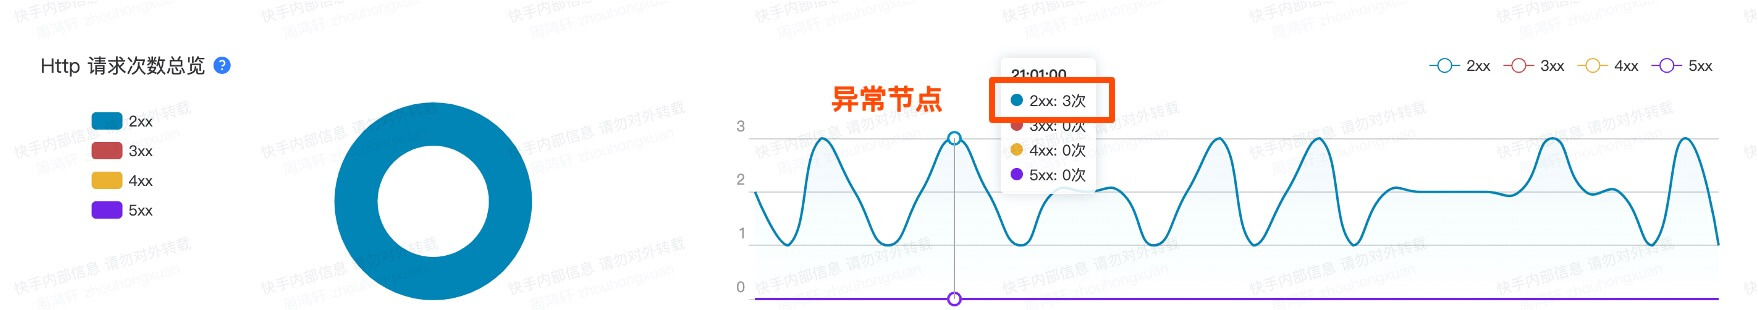 Http 请求次数总览 ?
2xx
3xx
4xx
5xx
异常节点
21:01:00
2xx: 3次
3xx: 0次
4xx: 0次
5xx: 0次
2xx 3xx 4xx 5xx
3
2
1
0
快手内部信息 请勿对外转载
周鸿轩 zhouhongxuan